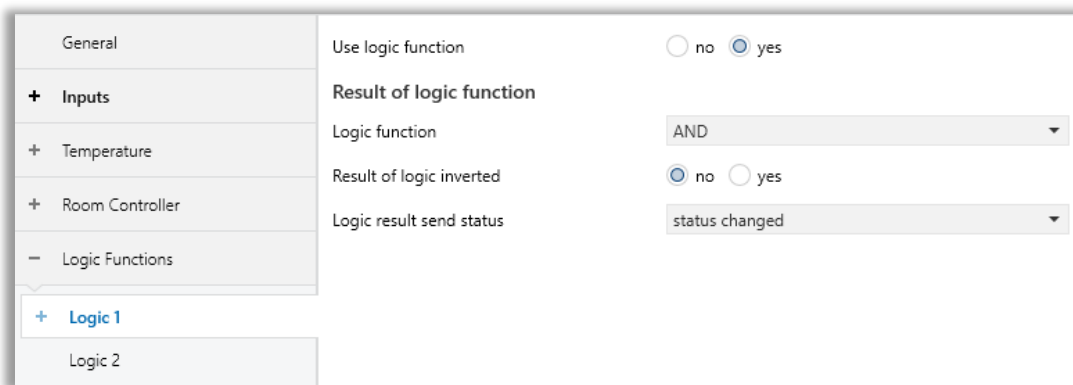 General
+ Inputs
+ Temperature
+ Room Controller
− Logic Functions
+ Logic 1
Logic 2
Use logic function no yes
Result of logic function
Logic function AND
Result of logic inverted no yes
Logic result send status status changed